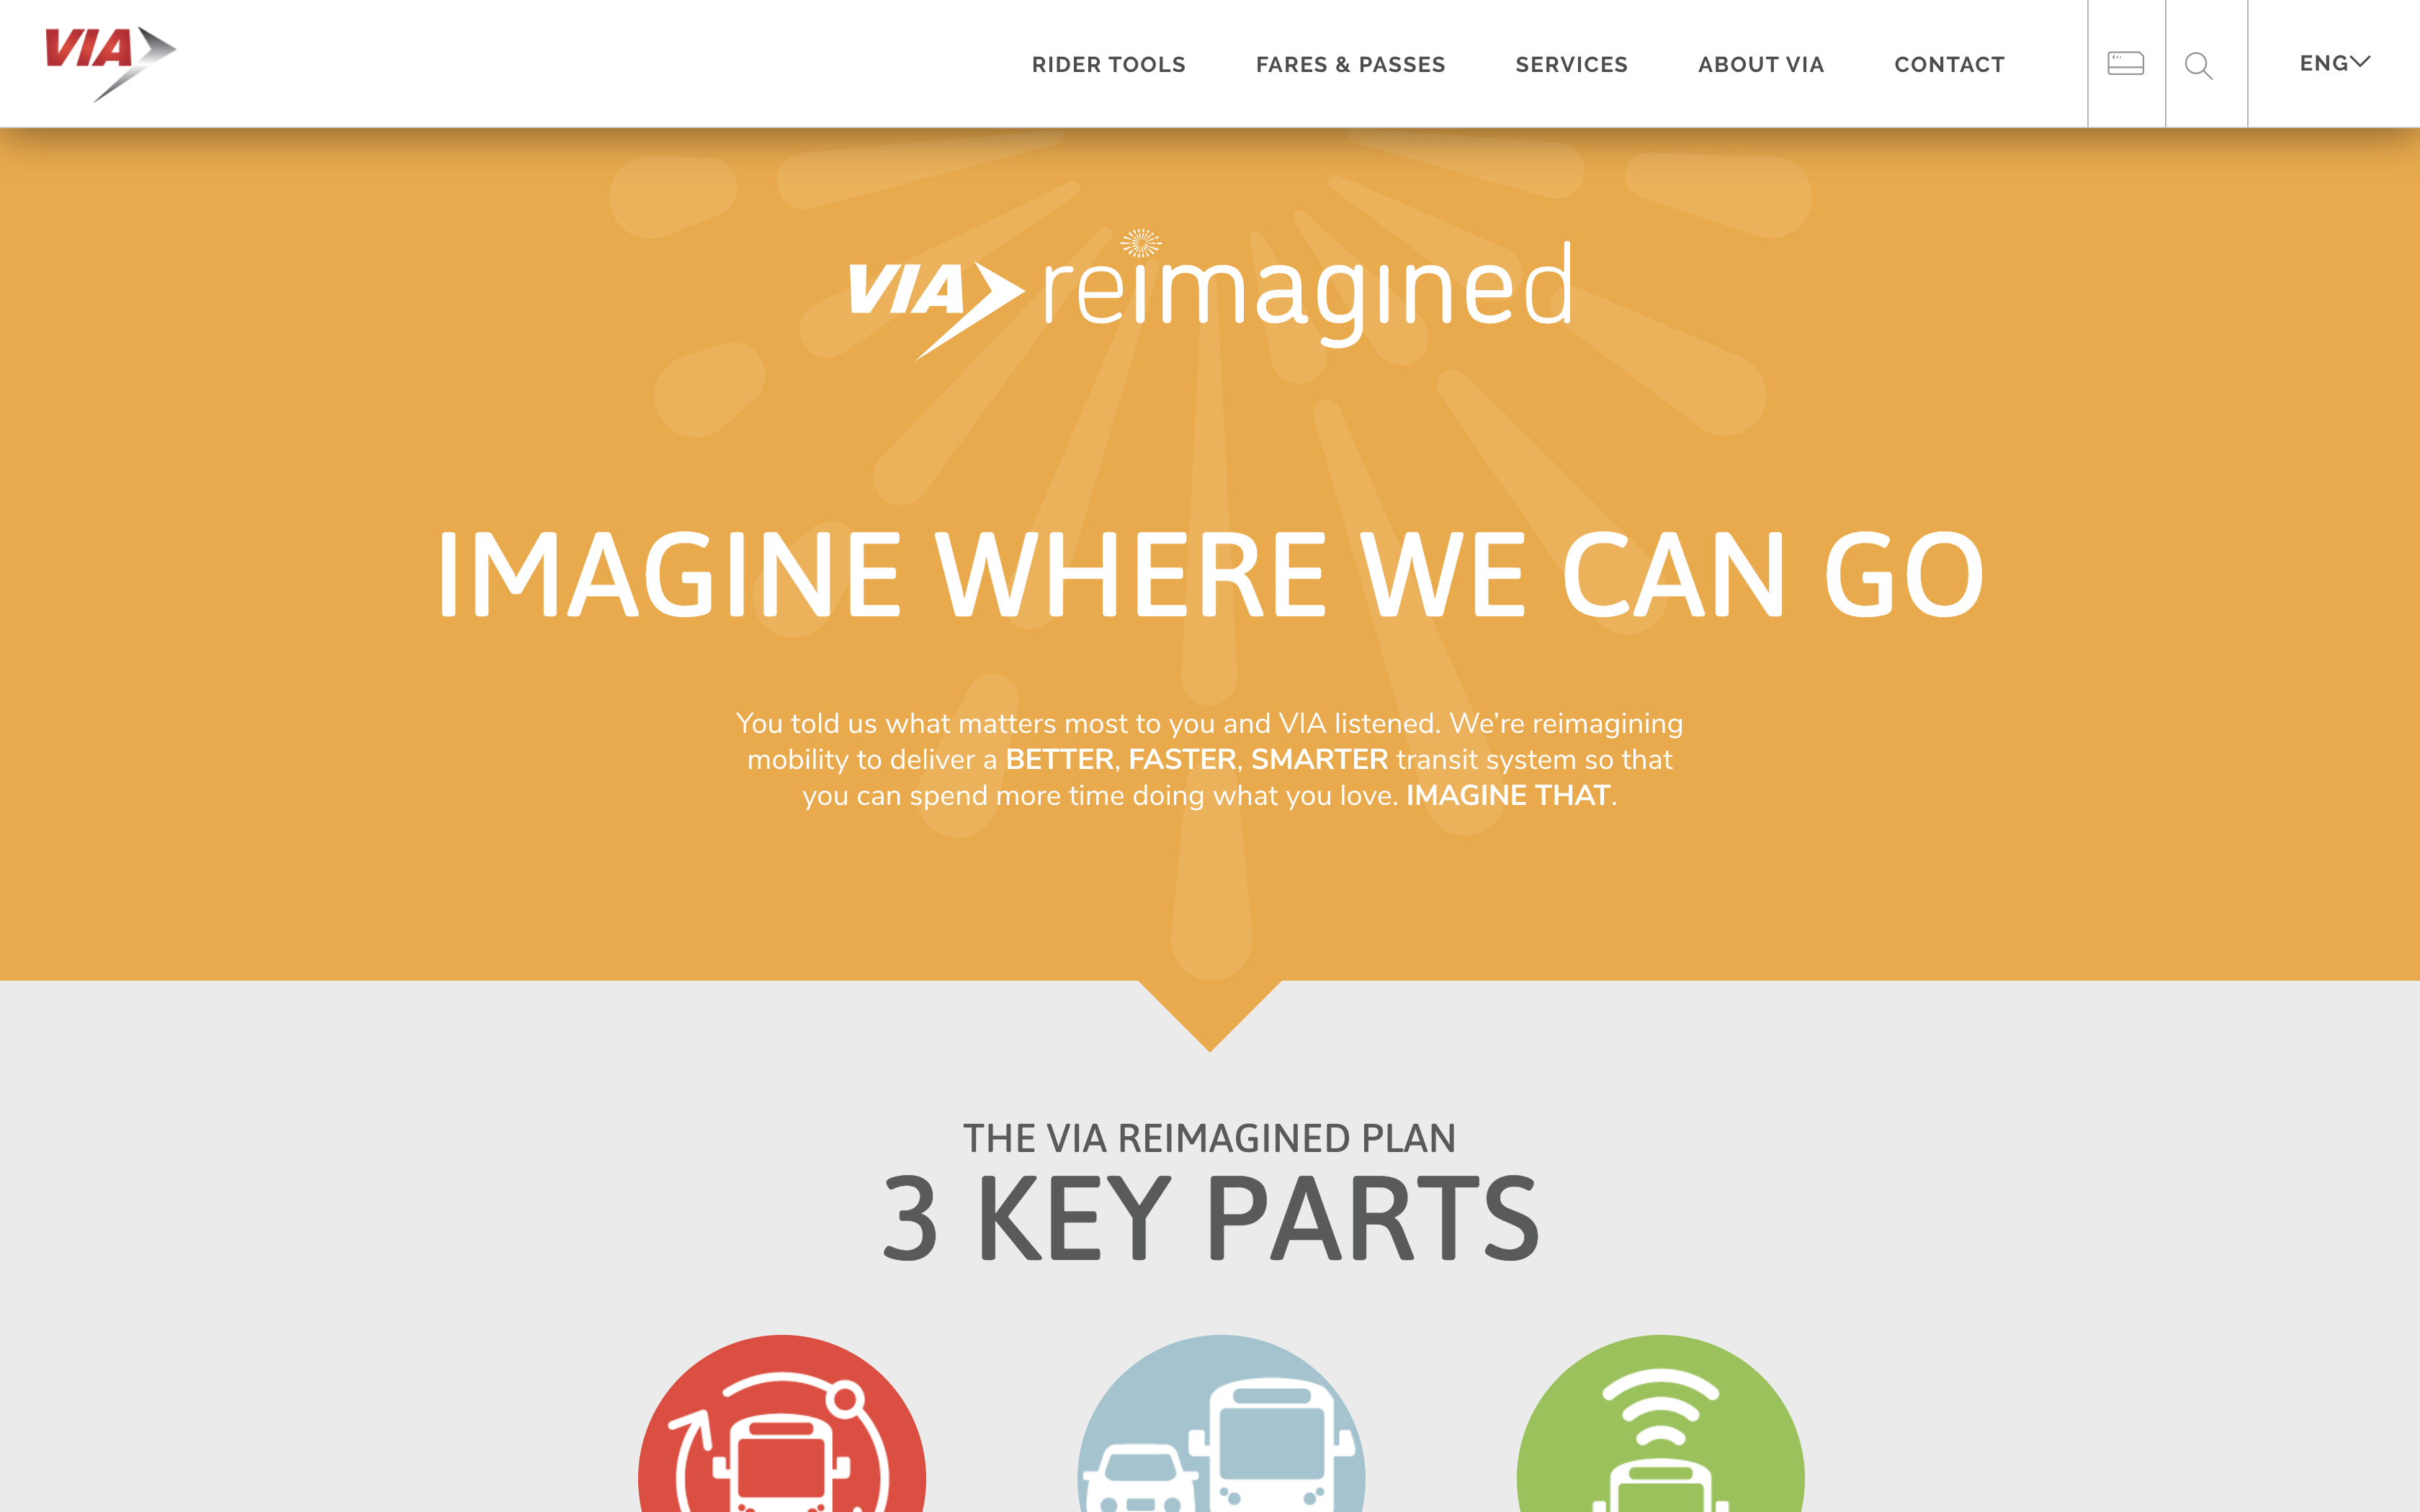 VIA
RIDER TOOLS
FARES & PASSES
SERVICES
ABOUT VIA
CONTACT
ENG
VIA reimagined
IMAGINE WHERE WE CAN GO
You told us what matters most to you and VIA listened. We’re reimagining
mobility to deliver a BETTER, FASTER, SMARTER transit system so that
you can spend more time doing what you love. IMAGINE THAT.
THE VIA REIMAGINED PLAN
3 KEY PARTS